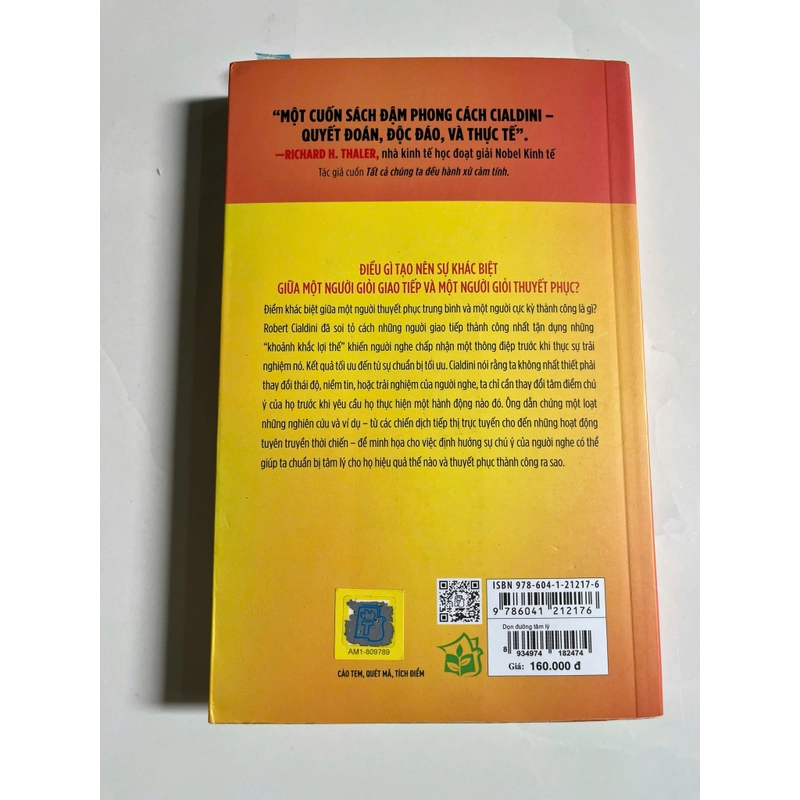 “MỘT CUỐN SÁCH ĐẬM PHONG CÁCH CIALDINI –
QUYẾT ĐOÁN, ĐỘC ĐÁO, VÀ THỰC TẾ”.
—RICHARD H. THALER, nhà kinh tế học đoạt giải Nobel Kinh tế
Tác giả cuốn Tất cả chúng ta đều hành xử cảm tính.
ĐIỀU GÌ TẠO NÊN SỰ KHÁC BIỆT
GIỮA MỘT NGƯỜI GIỎI GIAO TIẾP VÀ MỘT NGƯỜI GIỎI THUYẾT PHỤC?
Điểm khác biệt giữa một người thuyết phục trung bình và một người cực kỳ thành công là gì?
Robert Cialdini đã soi tỏ cách những người giao tiếp thành công nhất tận dụng những
“khoảnh khắc lợi thế” khiến người nghe chấp nhận một thông điệp trước khi thực sự trải
nghiệm nó. Kết quả tối ưu đến từ sự chuẩn bị tối ưu. Cialdini nói rằng ta không nhất thiết phải
thay đổi thái độ, niềm tin, hoặc trải nghiệm của người nghe, ta chỉ cần thay đổi tâm điểm chú
ý của họ trước khi yêu cầu họ thực hiện một hành động nào đó. Ông dẫn chứng một loạt
những nghiên cứu và ví dụ – từ các chiến dịch tiếp thị trực tuyến cho đến những hoạt động
tuyên truyền thời chiến – để minh họa cho việc định hướng sự chú ý của người nghe có thể
giúp ta chuẩn bị tâm lý cho họ hiệu quả thế nào và thuyết phục thành công ra sao.
ISBN 978-604-1-21217-6
9 786041 212176
Dọn đường tâm lý
8 934974 182474
Giá: 160.000 đ
AM1-809789
CÀO TEM, QUÉT MÃ, TÍCH ĐIỂM